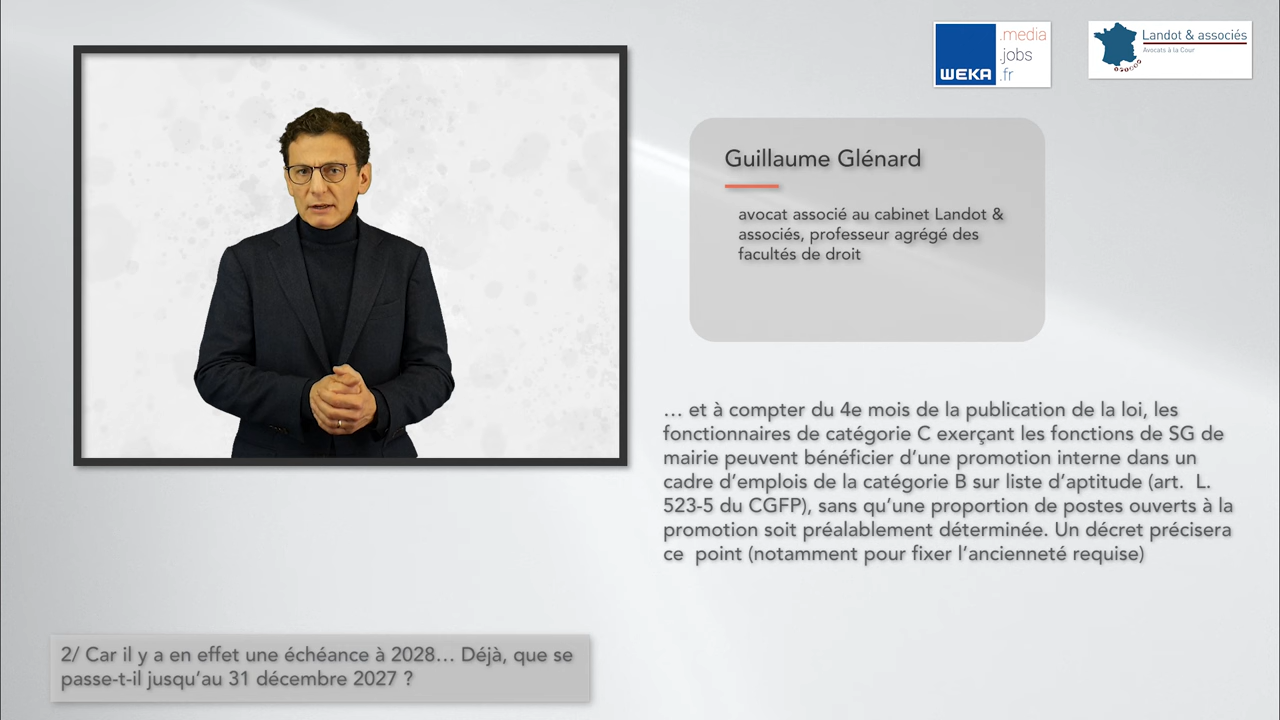 WEKA
.media
.jobs
.fr
Landot & associés
Avocats à la Cour
Guillaume Glénard
avocat associé au cabinet Landot &
associés, professeur agrégé des
facultés de droit
… et à compter du 4e mois de la publication de la loi, les
fonctionnaires de catégorie C exerçant les fonctions de SG de
mairie peuvent bénéficier d’une promotion interne dans un
cadre d’emplois de la catégorie B sur liste d’aptitude (art.  L.
523-5 du CGFP), sans qu’une proportion de postes ouverts à la
promotion soit préalablement déterminée. Un décret précisera
ce  point (notamment pour fixer l’ancienneté requise)
2/ Car il y a en effet une échéance à 2028… Déjà, que se
passe-t-il jusqu’au 31 décembre 2027 ?